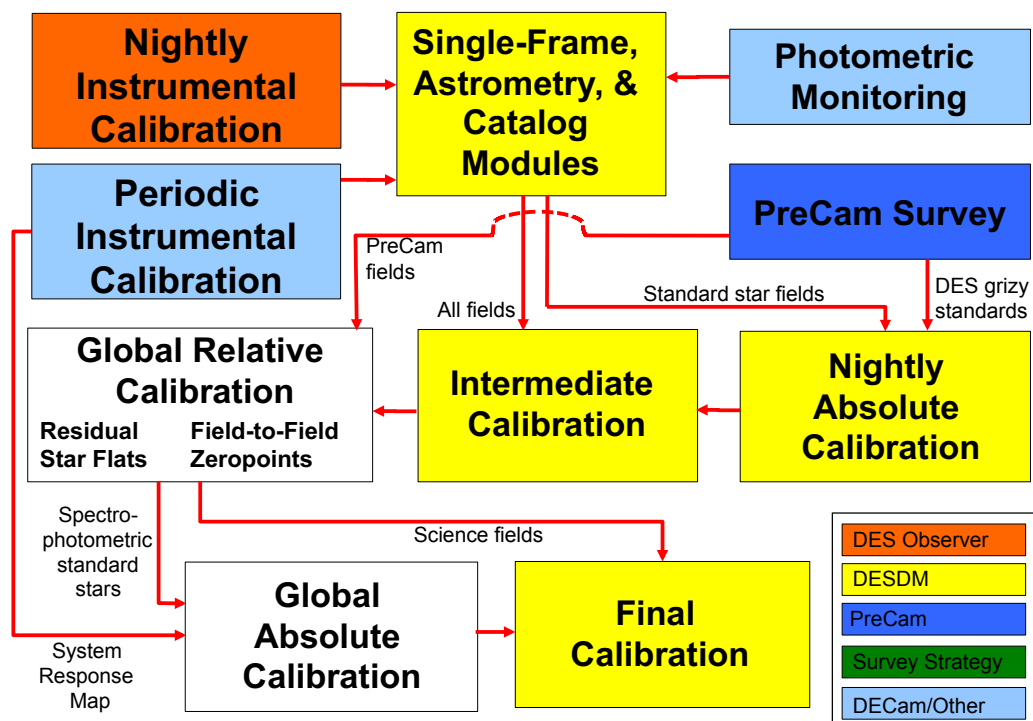 Nightly
Instrumental
Calibration
Single-Frame,
Astrometry, &
Catalog
Modules
Photometric
Monitoring
Periodic
Instrumental
Calibration
PreCam Survey
PreCam
fields
All fields
Standard star fields
DES grizy
standards
Global Relative
Calibration
Residual
Star Flats
Field-to-Field
Zeropoints
Intermediate
Calibration
Nightly
Absolute
Calibration
Spectro-
photometric
standard
stars
Science fields
System
Response
Map
Global
Absolute
Calibration
Final
Calibration
DES Observer
DESDM
PreCam
Survey Strategy
DECam/Other